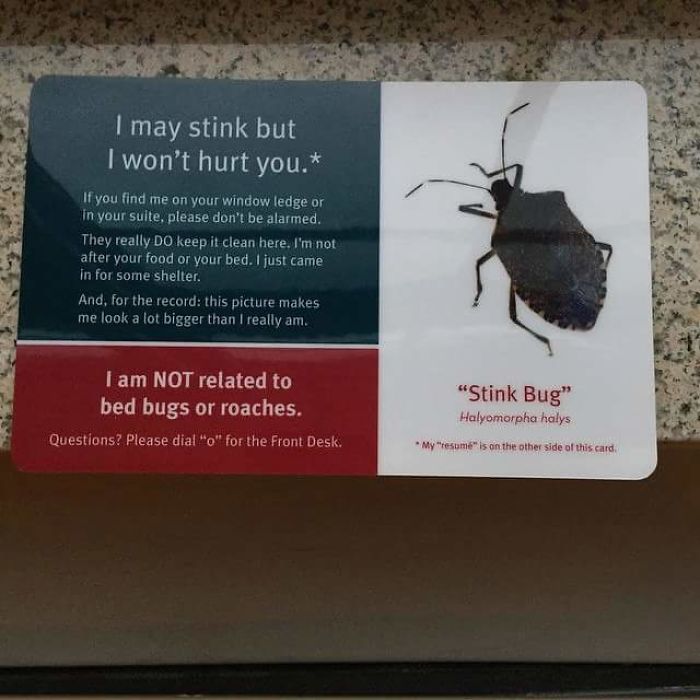 I may stink but
I won't hurt you.*
If you find me on your window ledge or
in your suite, please don't be alarmed.
They really DO keep it clean here. I'm not
after your food or your bed. I just came
in for some shelter.
And, for the record: this picture makes
me look a lot bigger than I really am.
I am NOT related to
bed bugs or roaches.
Questions? Please dial "o" for the Front Desk.
"Stink Bug"
Halyomorpha halys
* My "resumé" is on the other side of this card.